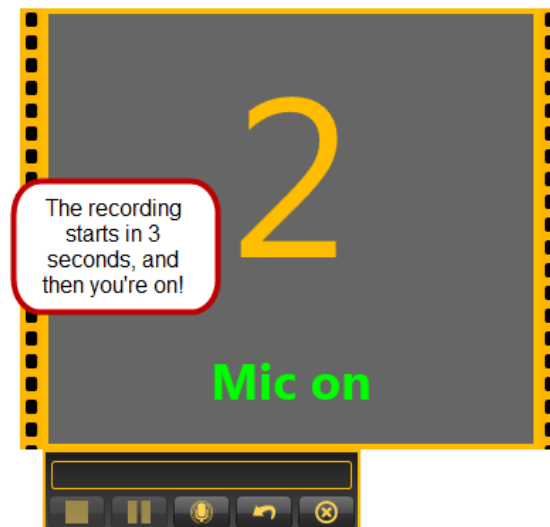 2
The recording
starts in 3
seconds, and
then you're on!
Mic on